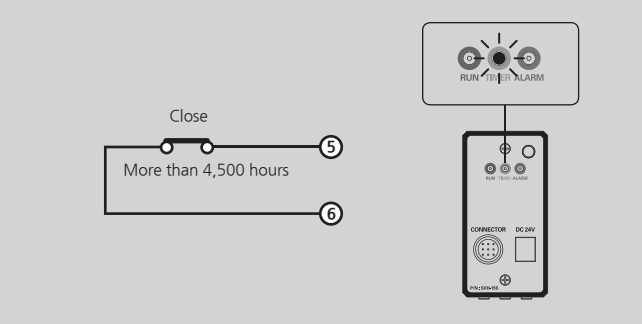 RUN TIMER ALARM
Close
5
More than 4,500 hours
6
RUN TIMER ALARM
CONNECTOR DC 24V